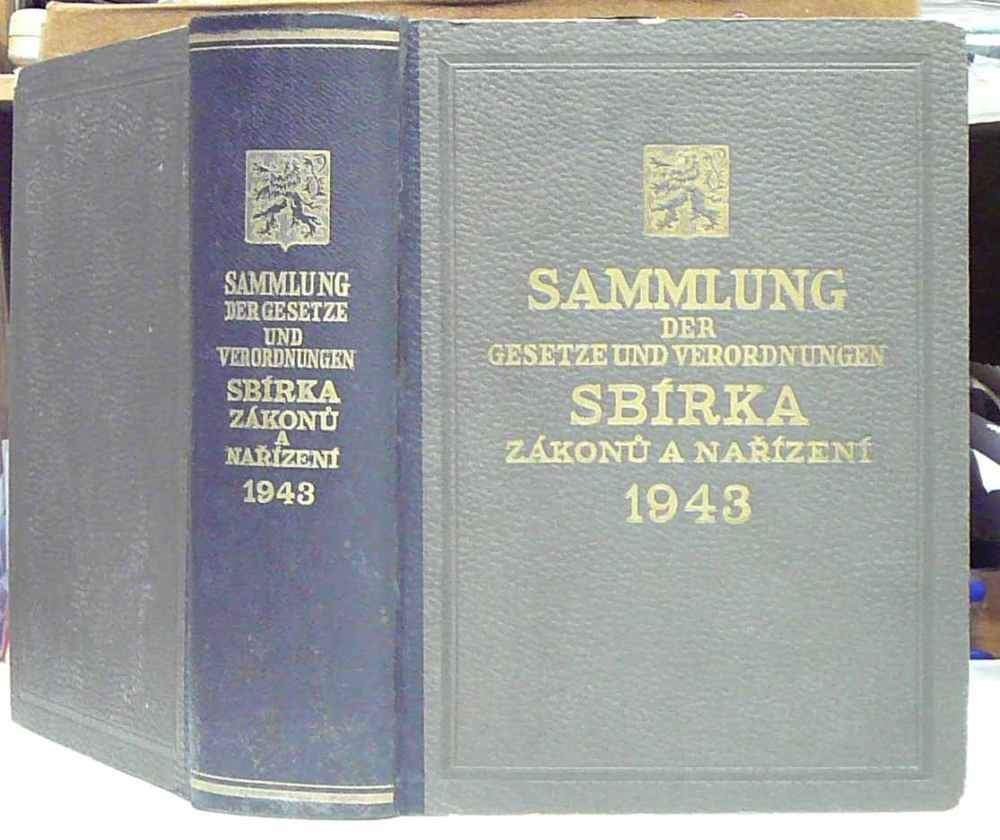 SAMMLUNG
DER GESETZE
UND
VERORDNUNGEN
SBÍRKA
ZÁKONŮ
A
NAŘÍZENÍ
1943
SAMMLUNG
DER
GESETZE UND VERORDNUNGEN
SBÍRKA
ZÁKONŮ A NAŘÍZENÍ
1943